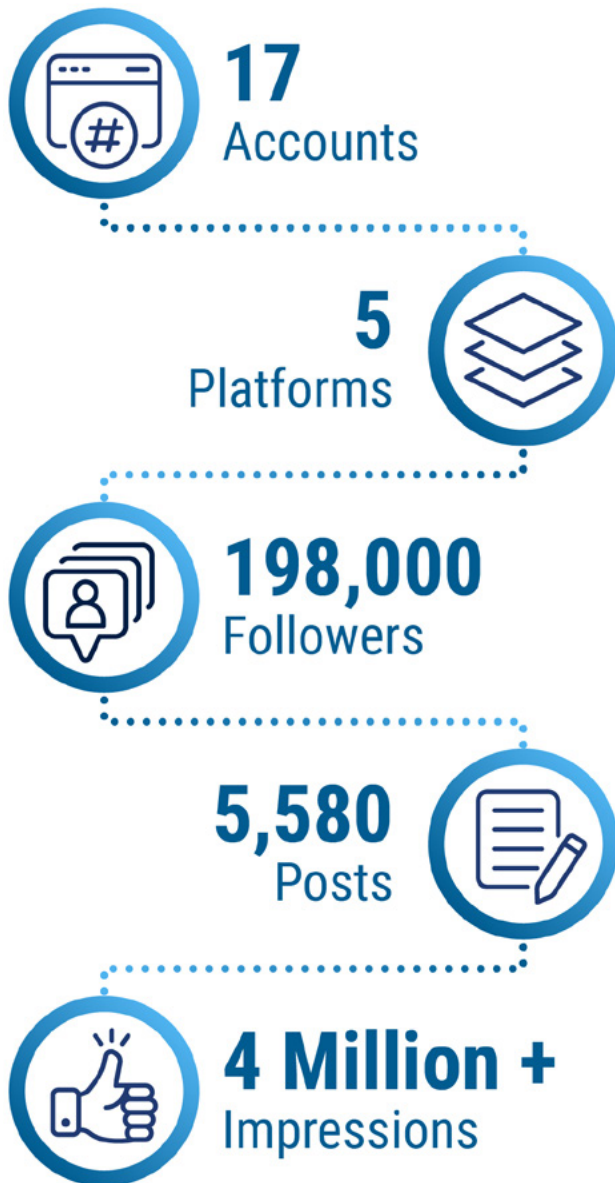 #
17
Accounts
5
Platforms
198,000
Followers
5,580
Posts
4 Million +
Impressions